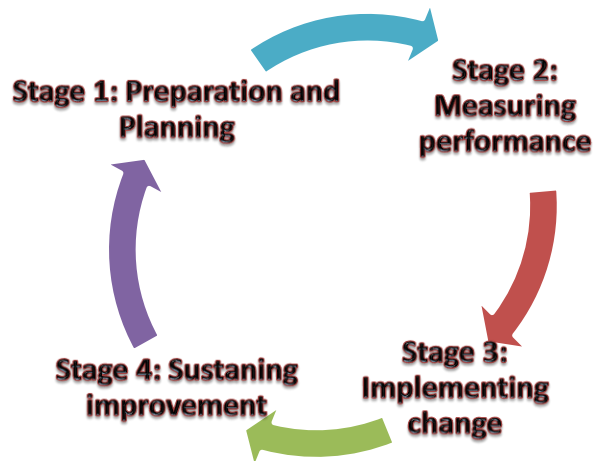 Stage 1: Preparation and
Planning
Stage 2:
Measuring
performance
Stage 3:
Implementing
change
Stage 4: Sustaning
improvement